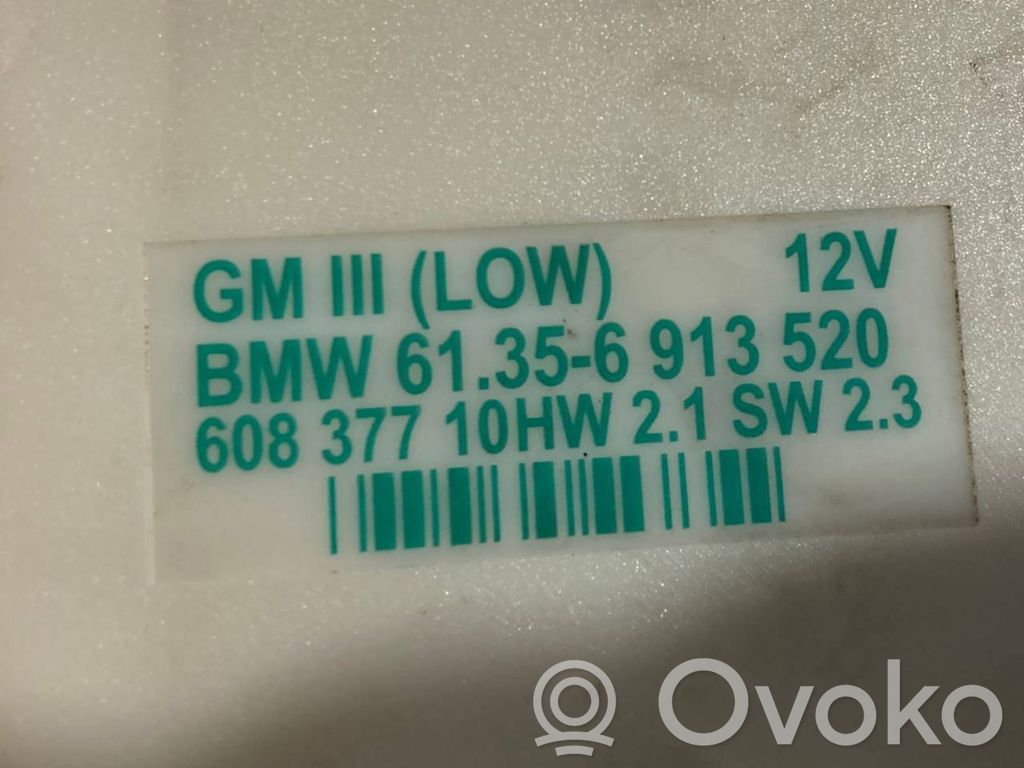 GM III (LOW) 12V
BMW 61.35-6 913 520
608 377 10HW 2.1 SW 2.3
Ovoko